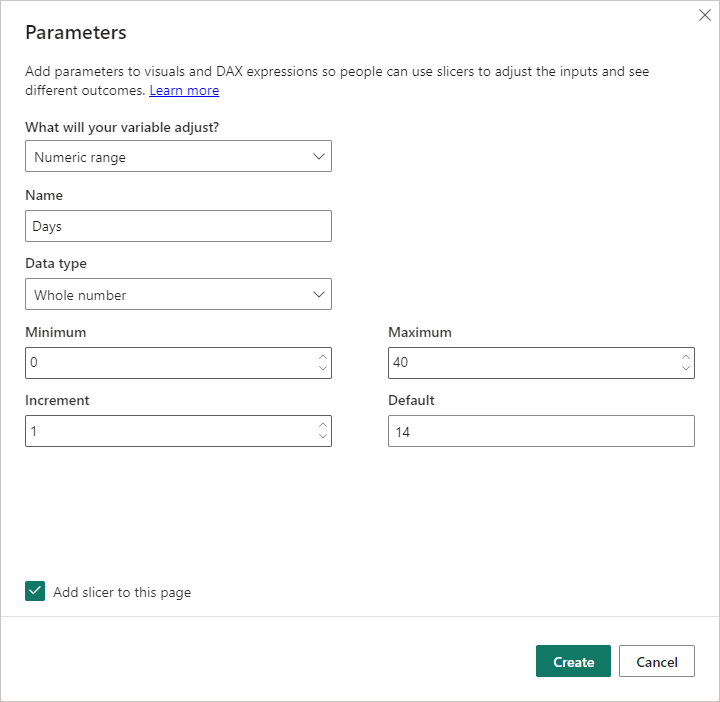 Parameters
Add parameters to visuals and DAX expressions so people can use slicers to adjust the inputs and see
different outcomes. Learn more
What will your variable adjust?
Numeric range
Name
Days
Data type
Whole number
Minimum
Maximum
0
40
Increment
Default
1
14
Add slicer to this page
Create
Cancel